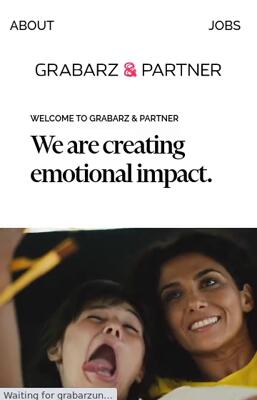 ABOUT JOBS
GRABARZ & PARTNER
WELCOME TO GRABARZ & PARTNER
We are creating
emotional impact.
Waiting for grabarzun...